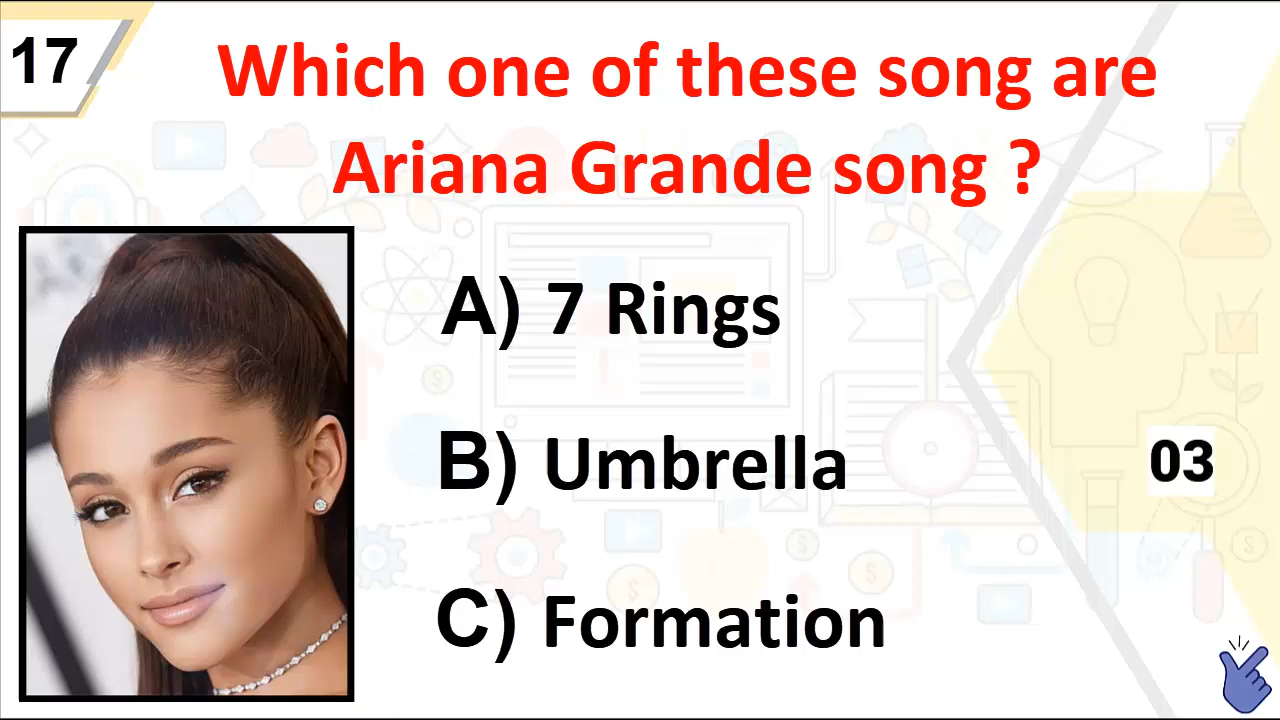 17
Which one of these song are
Ariana Grande song ?
A) 7 Rings
B) Umbrella
03
C) Formation